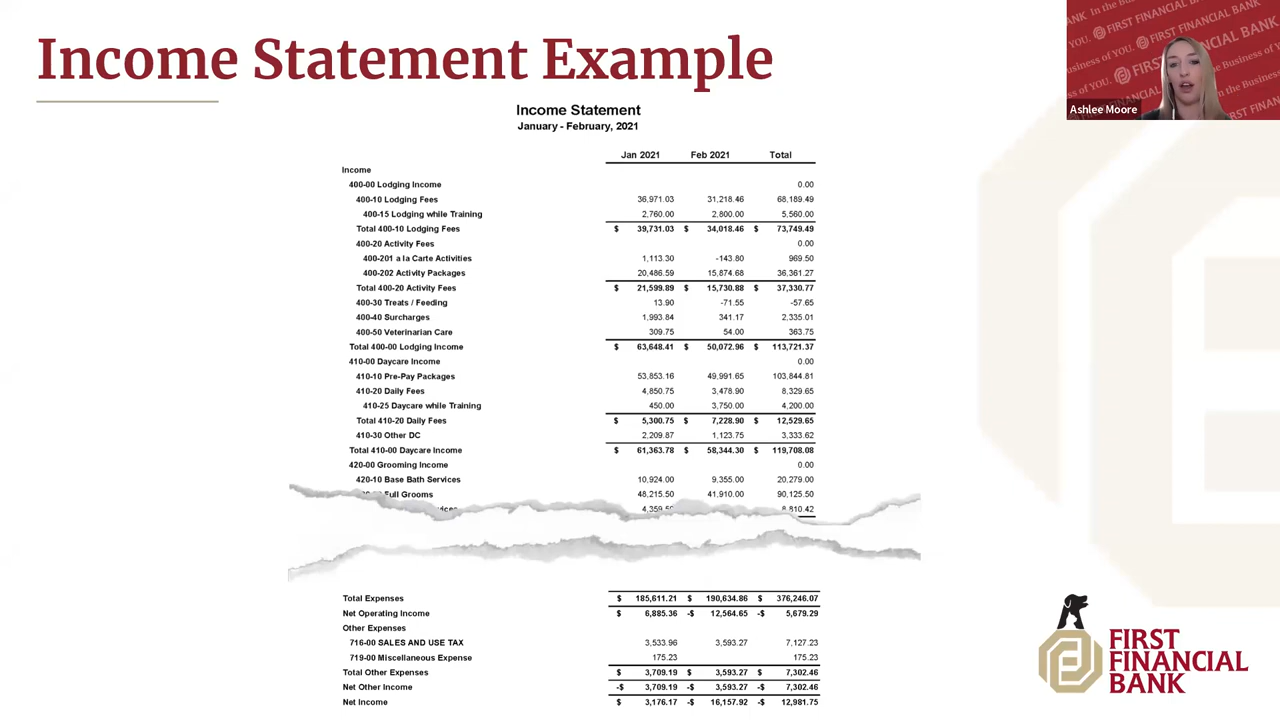 Income Statement Example
Income Statement
January - February, 2021
Jan 2021 Feb 2021 Total
Income
400-00 Lodging Income 0.00
400-10 Lodging Fees 36,971.03 31,218.46 68,189.49
400-15 Lodging while Training 2,760.00 2,800.00 5,560.00
Total 400-10 Lodging Fees $ 39,731.03 $ 34,018.46 $ 73,749.49
400-20 Activity Fees 0.00
400-201 a la Carte Activities 1,113.30 -143.80 969.50
400-202 Activity Packages 20,486.59 15,874.68 36,361.27
Total 400-20 Activity Fees $ 21,599.89 $ 15,730.88 $ 37,330.77
400-30 Treats / Feeding 13.90 -71.55 -57.65
400-40 Surcharges 1,993.84 341.17 2,335.01
400-50 Veterinarian Care 309.75 54.00 363.75
Total 400-00 Lodging Income $ 63,648.41 $ 50,072.96 $ 113,721.37
410-00 Daycare Income 0.00
410-10 Pre-Pay Packages 53,853.16 49,991.65 103,844.81
410-20 Daily Fees 4,850.75 3,478.90 8,329.65
410-25 Daycare while Training 450.00 3,750.00 4,200.00
Total 410-20 Daily Fees $ 5,300.75 $ 7,228.90 $ 12,529.65
410-30 Other DC 2,209.87 1,123.75 3,333.62
Total 410-00 Daycare Income $ 61,363.78 $ 58,344.30 $ 119,708.08
420-00 Grooming Income 0.00
420-10 Base Bath Services 10,924.00 9,355.00 20,279.00
Full Grooms 48,215.50 41,910.00 90,125.50
8,810.42
Total Expenses $ 185,611.21 $ 190,634.86 $ 376,246.07
Net Operating Income $ 6,885.36 -$ 12,564.65 -$ 5,679.29
Other Expenses
716-00 SALES AND USE TAX 3,533.96 3,593.27 7,127.23
719-00 Miscellaneous Expense 175.23 175.23
Total Other Expenses $ 3,709.19 $ 3,593.27 $ 7,302.46
Net Other Income -$ 3,709.19 -$ 3,593.27 -$ 7,302.46
Net Income $ 3,176.17 -$ 16,157.92 -$ 12,981.75
Ashlee Moore
FIRST FINANCIAL BANK
FIRST
FINANCIAL
BANK